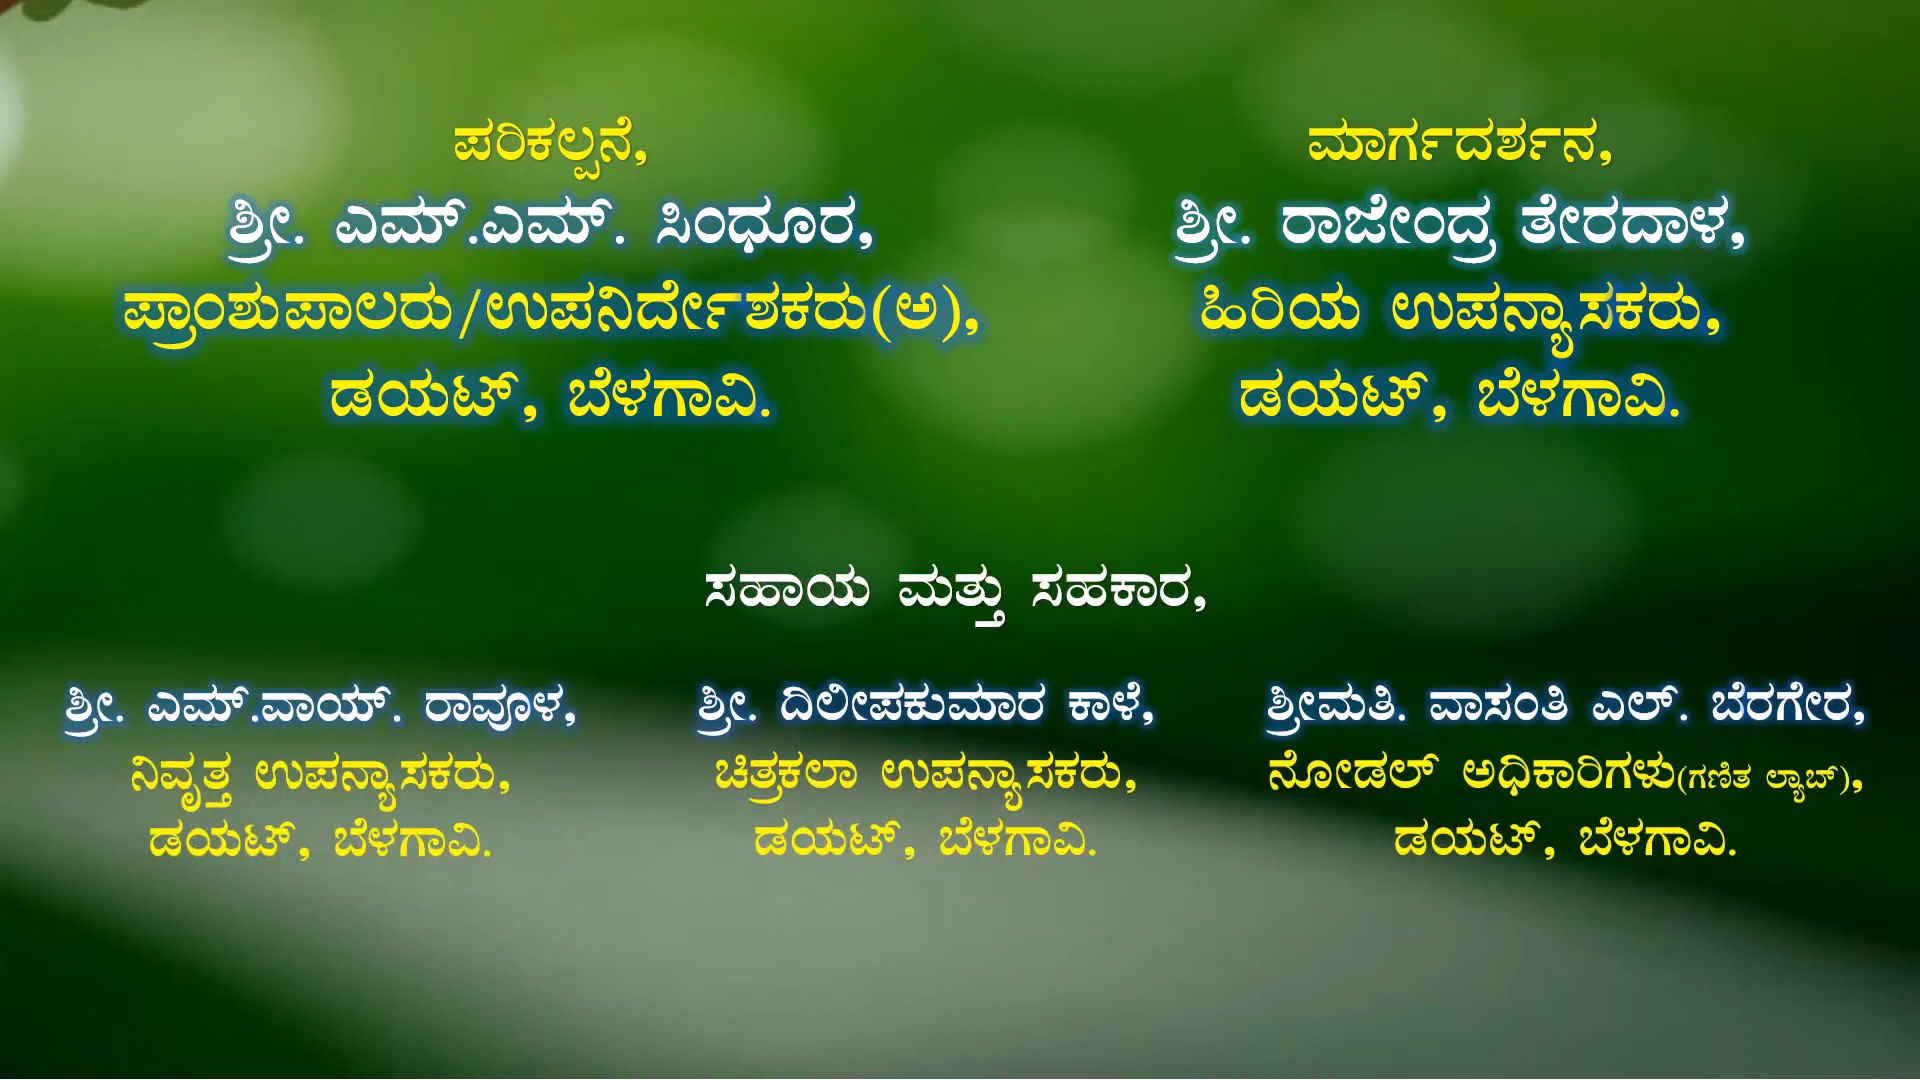 ಪರಿಕಲ್ಪನೆ,
ಶ್ರೀ. ಎಮ್.ಎಮ್. ಸಿಂಧೂರ,
ಪ್ರಾಂಶುಪಾಲರು/ಉಪನಿರ್ದೇಶಕರು(ಅ),
ಡಯಟ್, ಬೆಳಗಾವಿ.
ಮಾರ್ಗದರ್ಶನ,
ಶ್ರೀ. ರಾಜೇಂದ್ರ ತೇರದಾಳ,
ಹಿರಿಯ ಉಪನ್ಯಾಸಕರು,
ಡಯಟ್, ಬೆಳಗಾವಿ.
ಸಹಾಯ ಮತ್ತು ಸಹಕಾರ,
ಶ್ರೀ. ಎಮ್.ವಾಯ್. ರಾವೂಳ,
ನಿವೃತ್ತ ಉಪನ್ಯಾಸಕರು,
ಡಯಟ್, ಬೆಳಗಾವಿ.
ಶ್ರೀ. ದಿಲೀಪಕುಮಾರ ಕಾಳೆ,
ಚಿತ್ರಕಲಾ ಉಪನ್ಯಾಸಕರು,
ಡಯಟ್, ಬೆಳಗಾವಿ.
ಶ್ರೀಮತಿ. ವಾಸಂತಿ ಎಲ್. ಬೆರಗೇರ,
ನೋಡಲ್ ಅಧಿಕಾರಿಗಳು(ಗಣಿತ ಲ್ಯಾಬ್),
ಡಯಟ್, ಬೆಳಗಾವಿ.